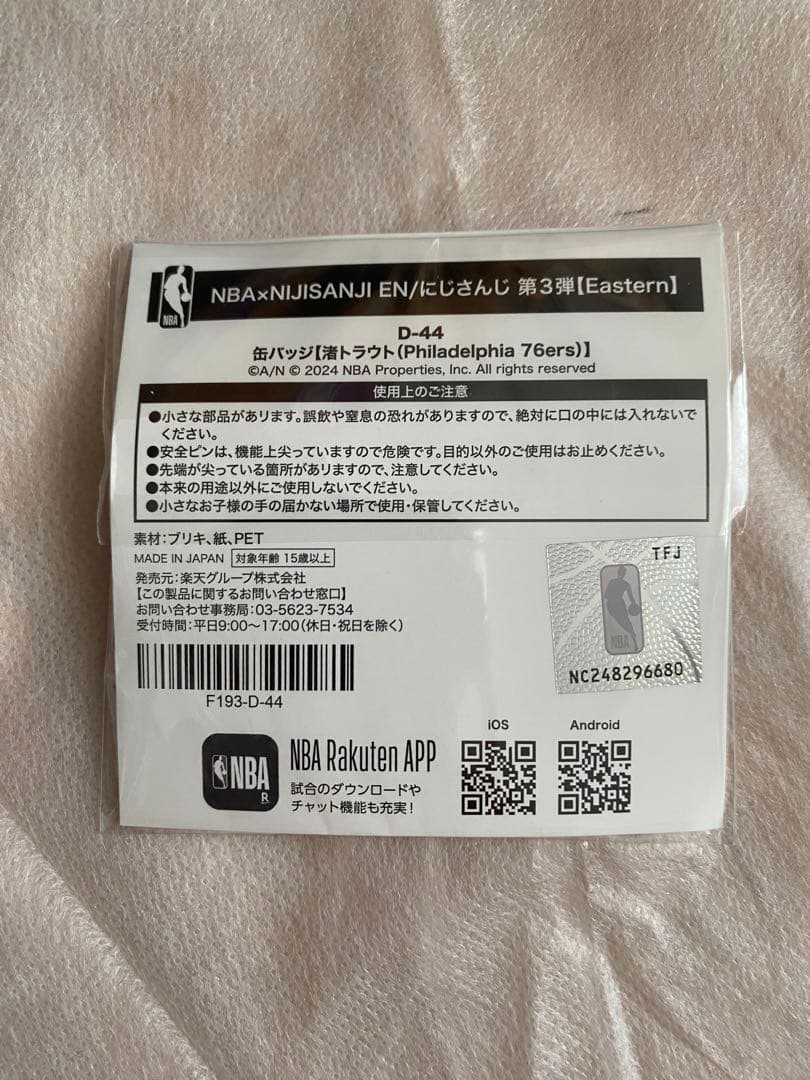 NBA
NBA×NIJISANJI EN/にじさんじ 第3弾【Eastern】
D-44
缶バッジ【渚トラウト(Philadelphia 76ers)】
©A/N © 2024 NBA Properties, Inc. All rights reserved
使用上のご注意
●小さな部品があります。誤飲や窒息の恐れがありますので、絶対に口の中には入れないで
ください。
●安全ピンは、機能上尖っていますので危険です。目的以外のご使用はお止めください。
●先端が尖っている箇所がありますので、注意してください。
●本来の用途以外にご使用しないでください。
●小さなお子様の手の届かない場所で使用・保管してください。
素材:ブリキ、紙、PET
MADE IN JAPAN 対象年齢 15歳以上
発売元:楽天グループ株式会社
【この製品に関するお問い合わせ窓口】
お問い合わせ事務局:03-5623-7534
受付時間:平日9:00〜17:00(休日・祝日を除く)
F193-D-44
TFJ
NBA
NC248296680
NBA
R
NBA Rakuten APP
試合のダウンロードや
チャット機能も充実!
iOS
Android